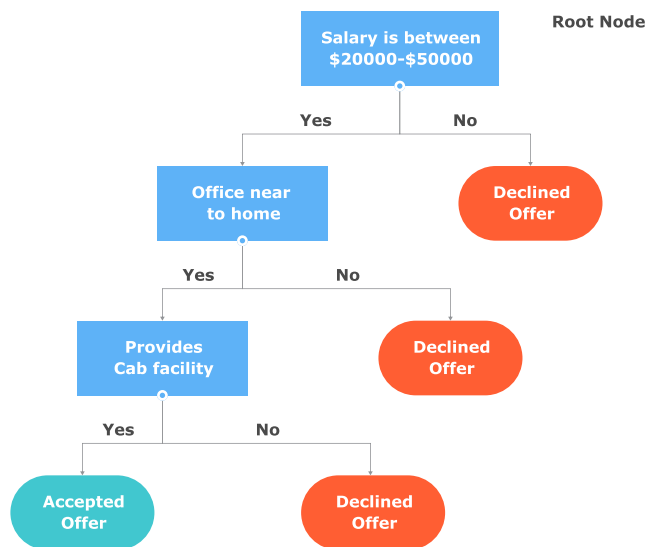 Root Node
Salary is between
$20000-$50000
Yes
No
Office near
to home
Declined
Offer
Yes
No
Provides
Cab facility
Declined
Offer
Yes
No
Accepted
Offer
Declined
Offer